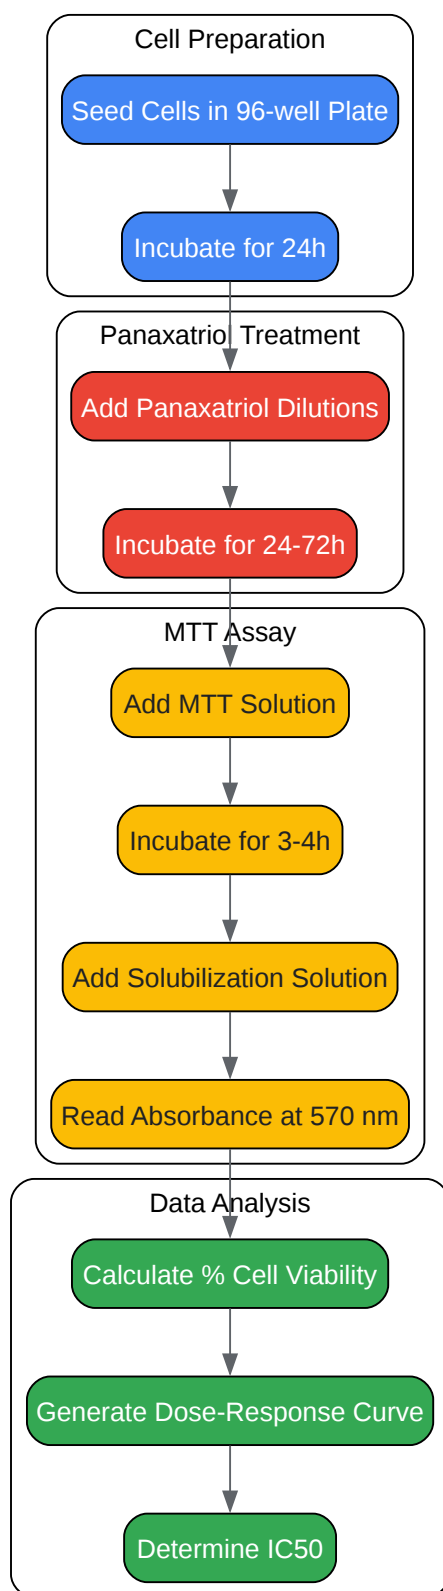 Cell Preparation
Seed Cells in 96-well Plate
Incubate for 24h
Panaxatriol Treatment
Add Panaxatriol Dilutions
Incubate for 24-72h
MTT Assay
Add MTT Solution
Incubate for 3-4h
Add Solubilization Solution
Read Absorbance at 570 nm
Data Analysis
Calculate % Cell Viability
Generate Dose-Response Curve
Determine IC50